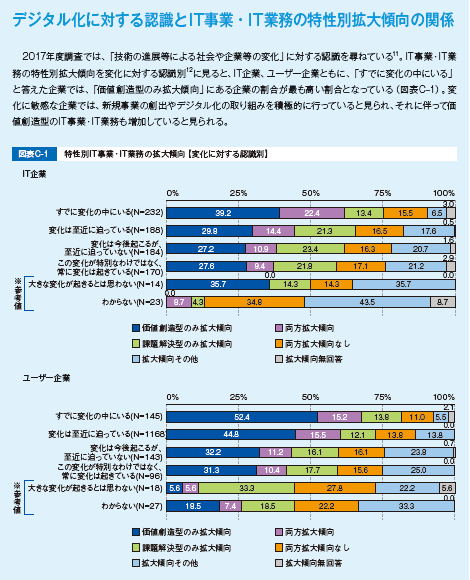 デジタル化に対する認識とIT事業・IT業務の特性別拡大傾向の関係
2017年度調査では、「技術の進展等による社会や企業等の変化」に対する認識を尋ねている11。IT事業・IT業
務の特性別拡大傾向を変化に対する認識別12に見ると、IT企業、ユーザー企業ともに、「すでに変化の中にいる」
と答えた企業では、「価値創造型のみ拡大傾向」にある企業の割合が最も高い割合となっている(図表C-1)。変
化に敏感な企業では、新規事業の創出やデジタル化の取り組みを積極的に行っていると見られ、それに伴って価
値創造型のIT事業・IT業務も増加していると見られる。
図表C-1 特性別IT事業・IT業務の拡大傾向【変化に対する認識別】
IT企業
0% 25% 50% 75% 100%
3.0
すでに変化の中にいる(N=232) 39.2 22.4 13.4 15.5 6.5
0.5
変化は至近に迫っている(N=188) 29.8 14.4 21.3 16.5 17.6
1.6
変化は今後起こるが、
至近に迫っていない(N=184) 27.2 10.9 23.4 16.3 20.7
2.9
この変化が特別なわけではなく、
常に変化は起きている(N=170) 27.6 9.4 21.8 17.1 21.2
0.0 0.0
※参考値
大きな変化が起きるとは思わない(N=14) 35.7 14.3 14.3 35.7
0.0
わからない(N=23) 8.7 4.3 34.8 43.5 8.7
価値創造型のみ拡大傾向 両方拡大傾向
課題解決型のみ拡大傾向 両方拡大傾向なし
拡大傾向その他 拡大傾向無回答
ユーザー企業
0% 25% 50% 75% 100%
2.1
すでに変化の中にいる(N=145) 52.4 15.2 13.8 11.0 5.5
0.0
変化は至近に迫っている(N=116) 44.8 15.5 12.1 13.8 13.8
0.7
変化は今後起こるが、
至近に迫っていない(N=143) 32.2 11.2 16.1 16.1 23.8
0.0
この変化が特別なわけではなく、
常に変化は起きている(N=96) 31.3 10.4 17.7 15.6 25.0
※参考値
大きな変化が起きるとは思わない(N=18) 5.6 5.6 33.3 27.8 22.2 5.6
0.0
わからない(N=27) 18.5 7.4 18.5 22.2 33.3
価値創造型のみ拡大傾向 両方拡大傾向
課題解決型のみ拡大傾向 両方拡大傾向なし
拡大傾向その他 拡大傾向無回答